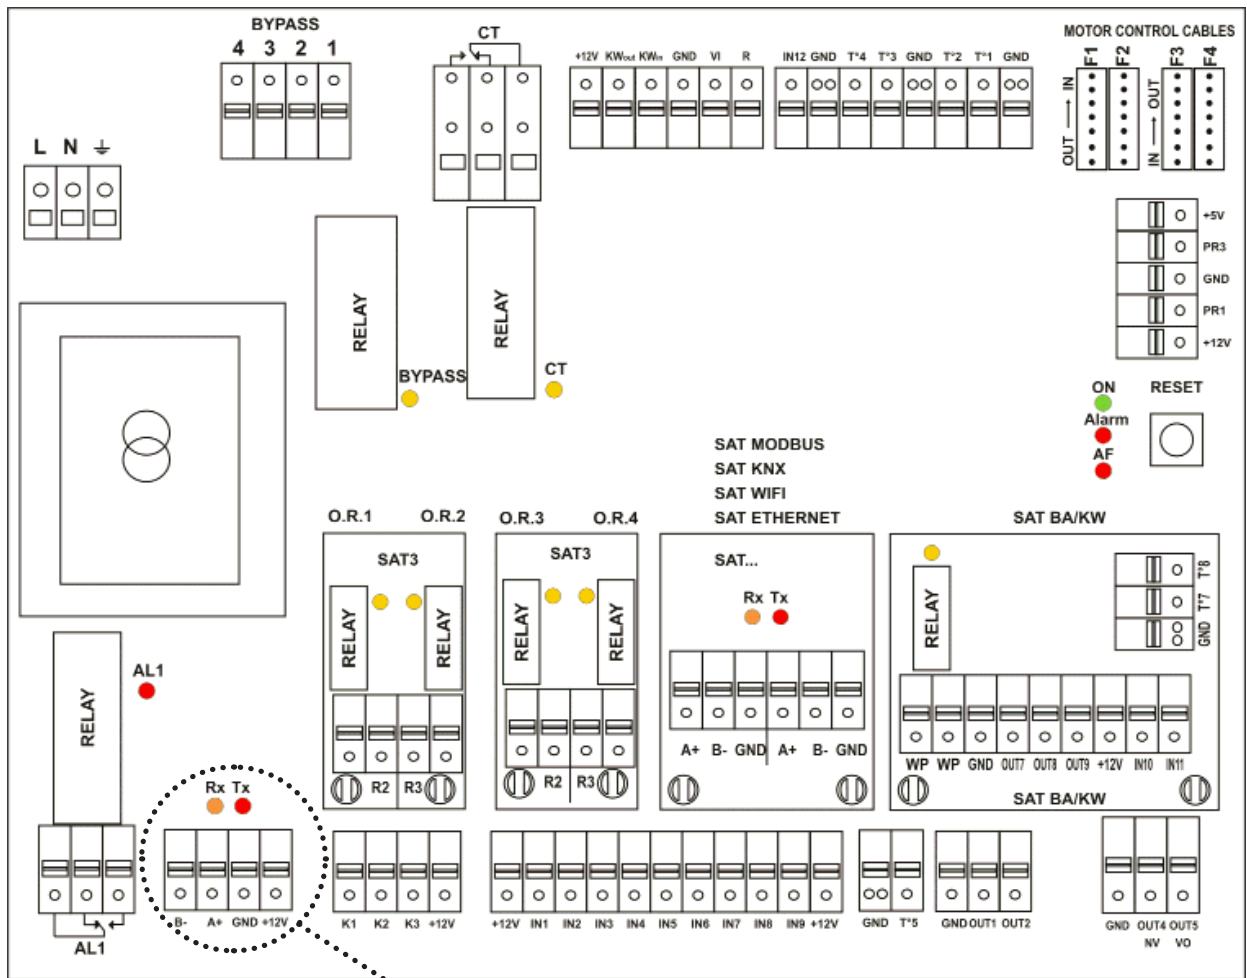 BYPASS
4 3 2 1
CT
+12V KWout KWin GND VI R
IN12 GND T°4 T°3 GND T°2 T°1 GND
MOTOR CONTROL CABLES
F1 F2 F3 F4
OUT → IN
IN → OUT
L N
+5V
PR3
GND
PR1
+12V
RELAY
BYPASS
RELAY
CT
ON
Alarm
AF
RESET
SAT MODBUS
SAT KNX
SAT WIFI
SAT ETHERNET
O.R.1 O.R.2
SAT3
RELAY RELAY
R2 R3
O.R.3 O.R.4
SAT3
RELAY RELAY
R2 R3
SAT...
Rx Tx
A+ B- GND A+ B- GND
SAT BA/KW
RELAY
T°8
T°7
GND
WP WP GND OUT7 OUT8 OUT9 +12V IN10 IN11
SAT BA/KW
RELAY
AL1
AL1
Rx Tx
B- A+ GND +12V
K1 K2 K3 +12V
+12V IN1 IN2 IN3 IN4 IN5 IN6 IN7 IN8 IN9 +12V
GND T°5
GND OUT1 OUT2
GND OUT4 OUT5
NV VO